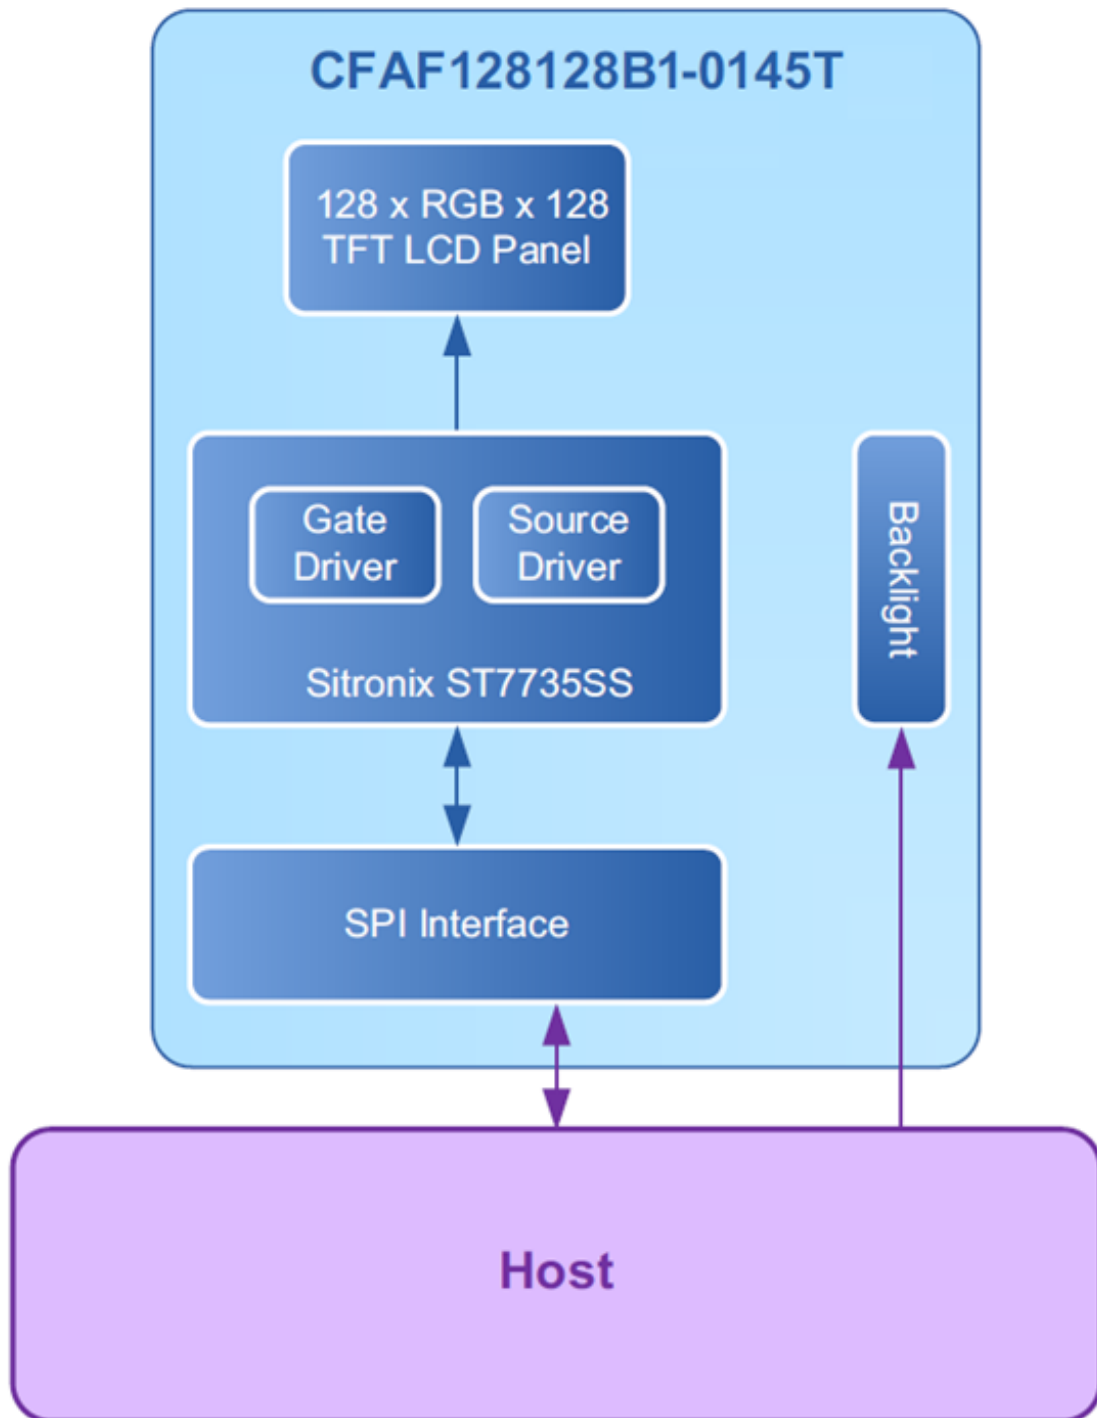 CFAF128128B1-0145T
128 x RGB x 128
TFT LCD Panel
Gate
Driver
Source
Driver
Sitronix ST7735SS
Backlight
SPI Interface
Host